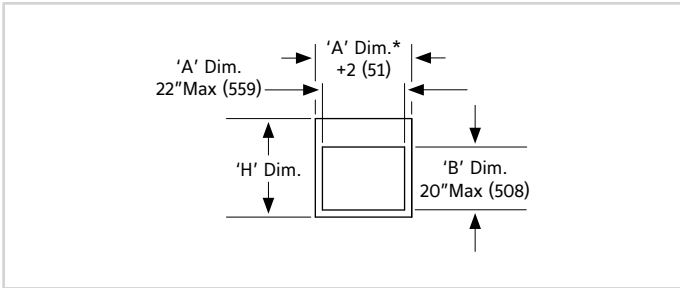 ‘A’ Dim.*
+2 (51)
‘A’ Dim.
22”Max (559)
‘H’ Dim.
‘B’ Dim.
20”Max (508)